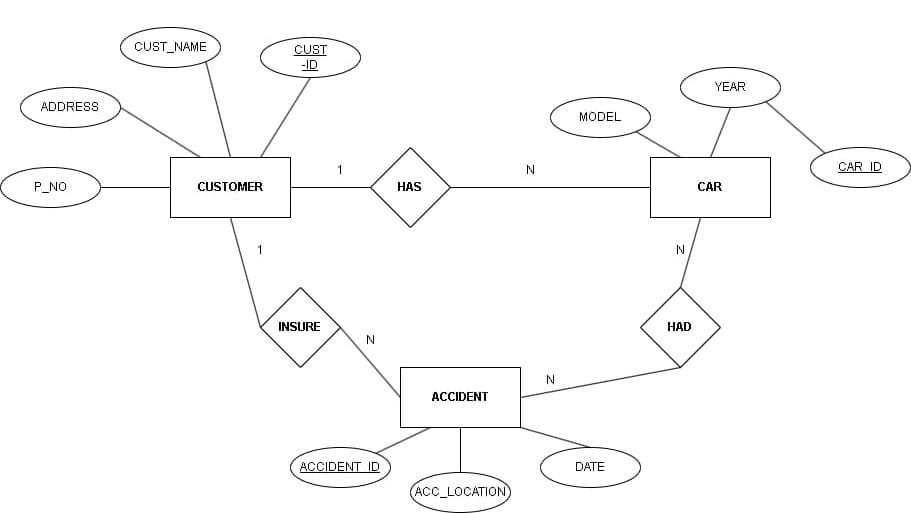 CUST_NAME
CUST
-ID
YEAR
ADDRESS
MODEL
CAR_ID
P_NO
CUSTOMER
1
HAS
N
CAR
1
N
INSURE
N
HAD
N
ACCIDENT
ACCIDENT_ID
ACC_LOCATION
DATE